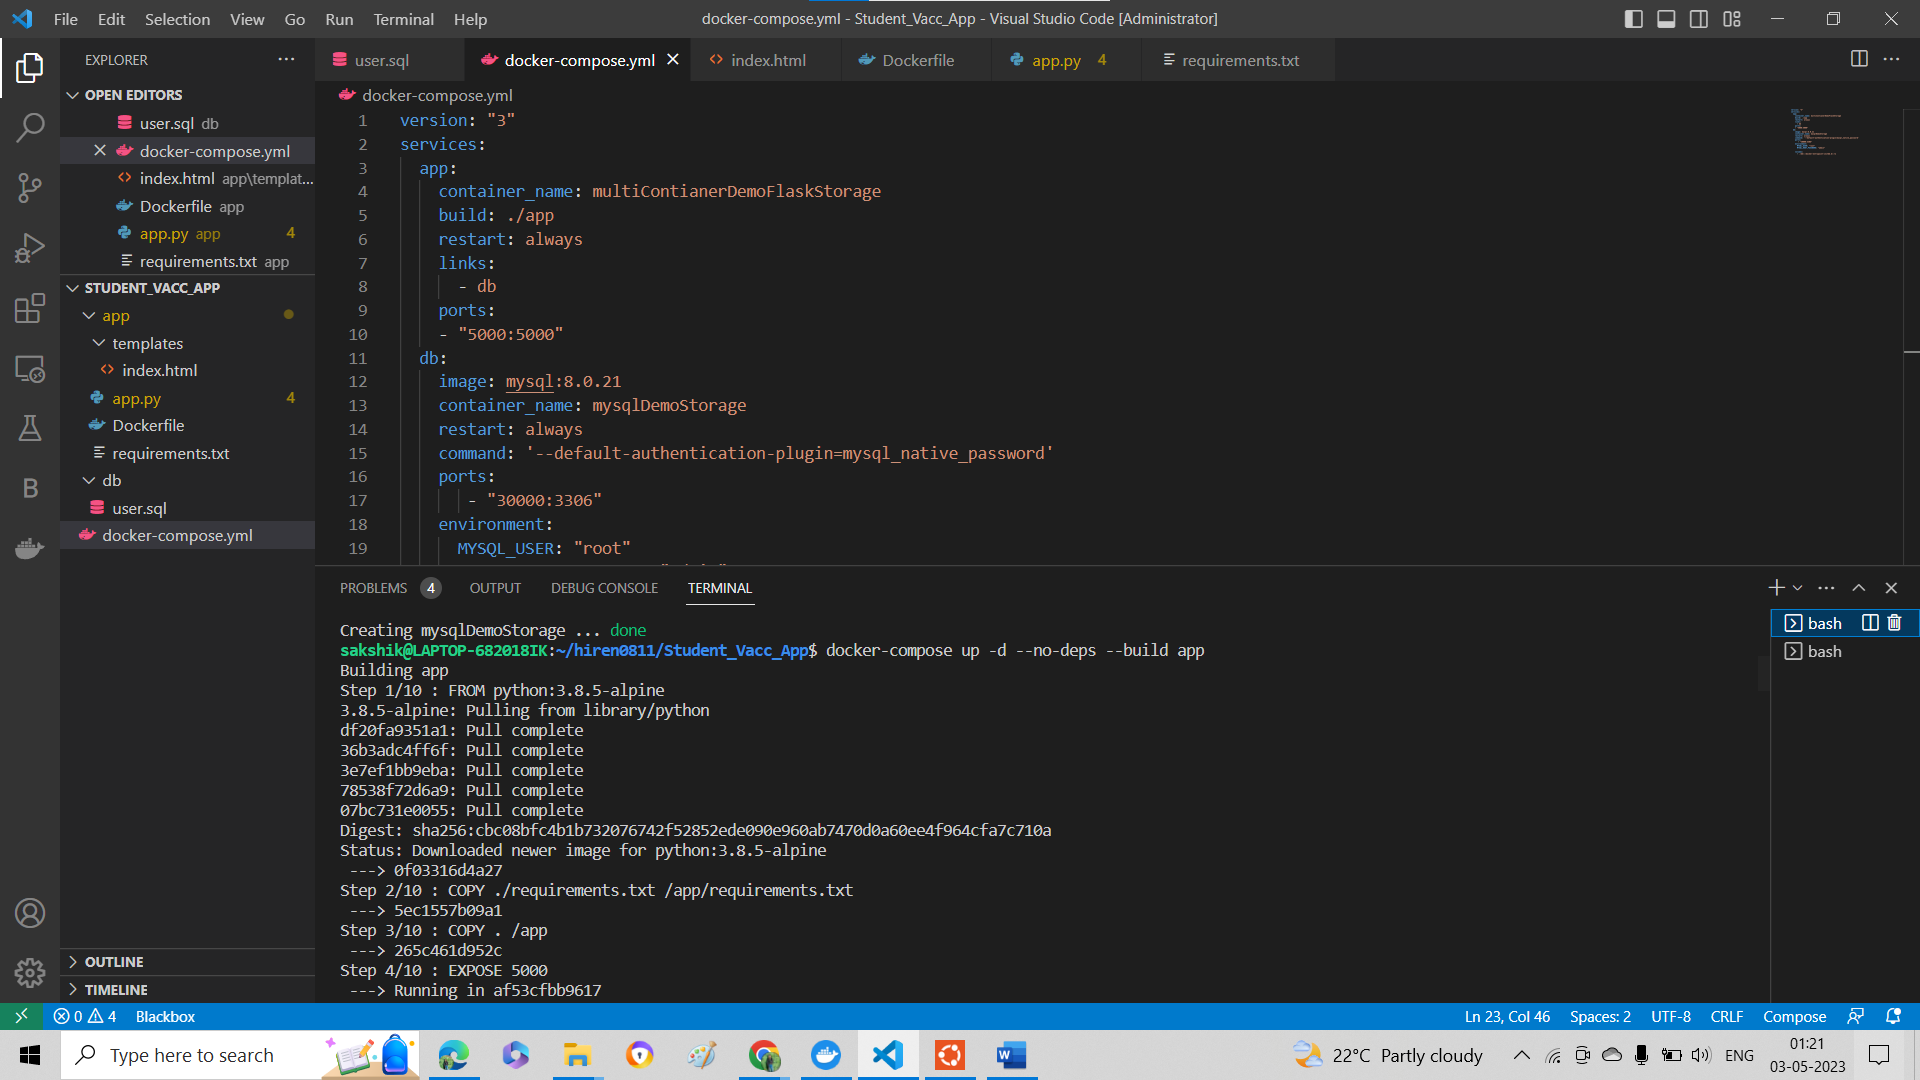 File Edit Selection View Go Run Terminal Help
docker-compose.yml - Student_Vacc_App - Visual Studio Code [Administrator]
EXPLORER
OPEN EDITORS
user.sql db
docker-compose.yml
index.html app\templat...
Dockerfile app
app.py app 4
requirements.txt app
STUDENT_VACC_APP
app
templates
index.html
app.py 4
Dockerfile
requirements.txt
db
user.sql
docker-compose.yml
OUTLINE
TIMELINE
user.sql docker-compose.yml index.html Dockerfile app.py 4 requirements.txt
docker-compose.yml
1 version: "3"
2 services:
3 app:
4 container_name: multiContianerDemoFlaskStorage
5 build: ./app
6 restart: always
7 links:
8 - db
9 ports:
10 - "5000:5000"
11 db:
12 image: mysql:8.0.21
13 container_name: mysqlDemoStorage
14 restart: always
15 command: '--default-authentication-plugin=mysql_native_password'
16 ports:
17 - "30000:3306"
18 environment:
19 MYSQL_USER: "root"
PROBLEMS 4 OUTPUT DEBUG CONSOLE TERMINAL
Creating mysqlDemoStorage ... done
sakshik@LAPTOP-682018IK:~/hiren0811/Student_Vacc_App$ docker-compose up -d --no-deps --build app
Building app
Step 1/10 : FROM python:3.8.5-alpine
3.8.5-alpine: Pulling from library/python
df20fa9351a1: Pull complete
36b3adc4ff6f: Pull complete
3e7ef1bb9eba: Pull complete
78538f72d6a9: Pull complete
07bc731e0055: Pull complete
Digest: sha256:cbc08bfc4b1b732076742f52852ede090e960ab7470d0a60ee4f964cfa7c710a
Status: Downloaded newer image for python:3.8.5-alpine
---> 0f03316d4a27
Step 2/10 : COPY ./requirements.txt /app/requirements.txt
---> 5ec1557b09a1
Step 3/10 : COPY . /app
---> 265c461d952c
Step 4/10 : EXPOSE 5000
---> Running in af53cfbb9617
bash
bash
0 4 Blackbox
Ln 23, Col 46 Spaces: 2 UTF-8 CRLF Compose
Type here to search
22°C Partly cloudy
ENG
01:21
03-05-2023